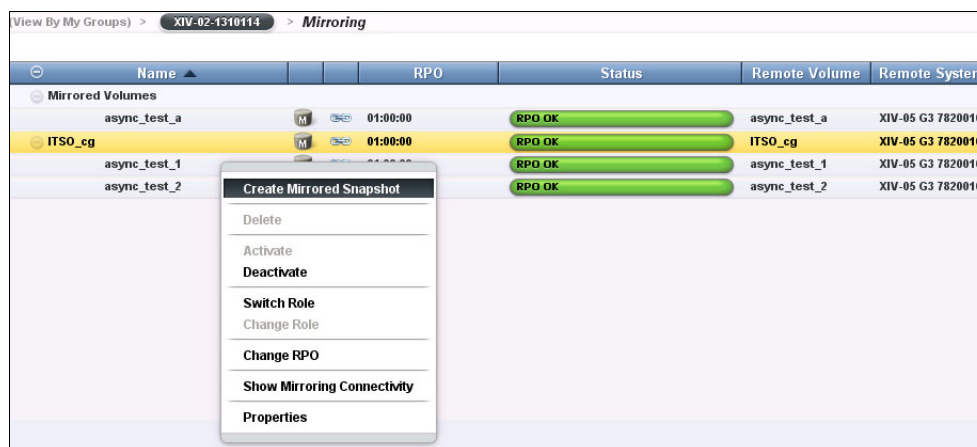 (View By My Groups) > XIV-02-1310114 > Mirroring
Name RPO Status Remote Volume Remote System
Mirrored Volumes
async_test_a M 01:00:00 RPO OK async_test_a XIV-05 G3 782001
ITSO_cg M 01:00:00 RPO OK ITSO_cg XIV-05 G3 782001
async_test_1 RPO OK async_test_1 XIV-05 G3 782001
async_test_2 RPO OK async_test_2 XIV-05 G3 782001
Create Mirrored Snapshot
Delete
Activate
Deactivate
Switch Role
Change Role
Change RPO
Show Mirroring Connectivity
Properties